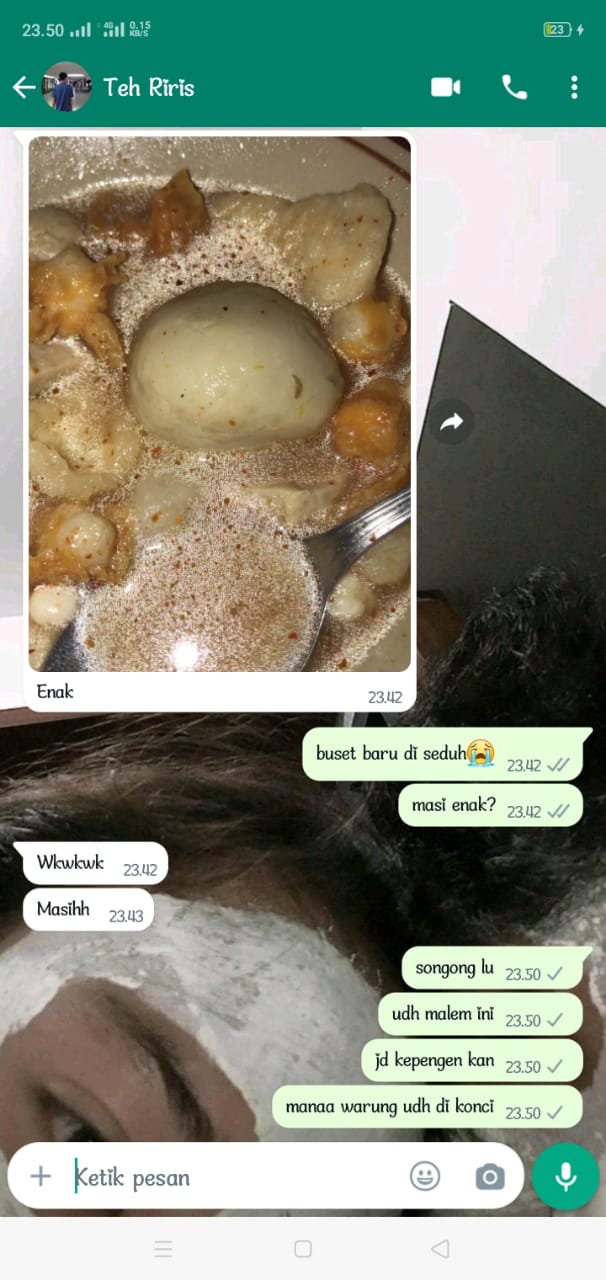 23.50 4G 0.15 KB/S 23
Teh Riris
Enak 23.42
buset baru di seduh😭 23.42
masi enak? 23.42
Wkwkwk 23.42
Masihh 23.43
songong lu 23.50
udh malem ini 23.50
jd kepengen kan 23.50
manaa warung udh di konci 23.50
Ketik pesan